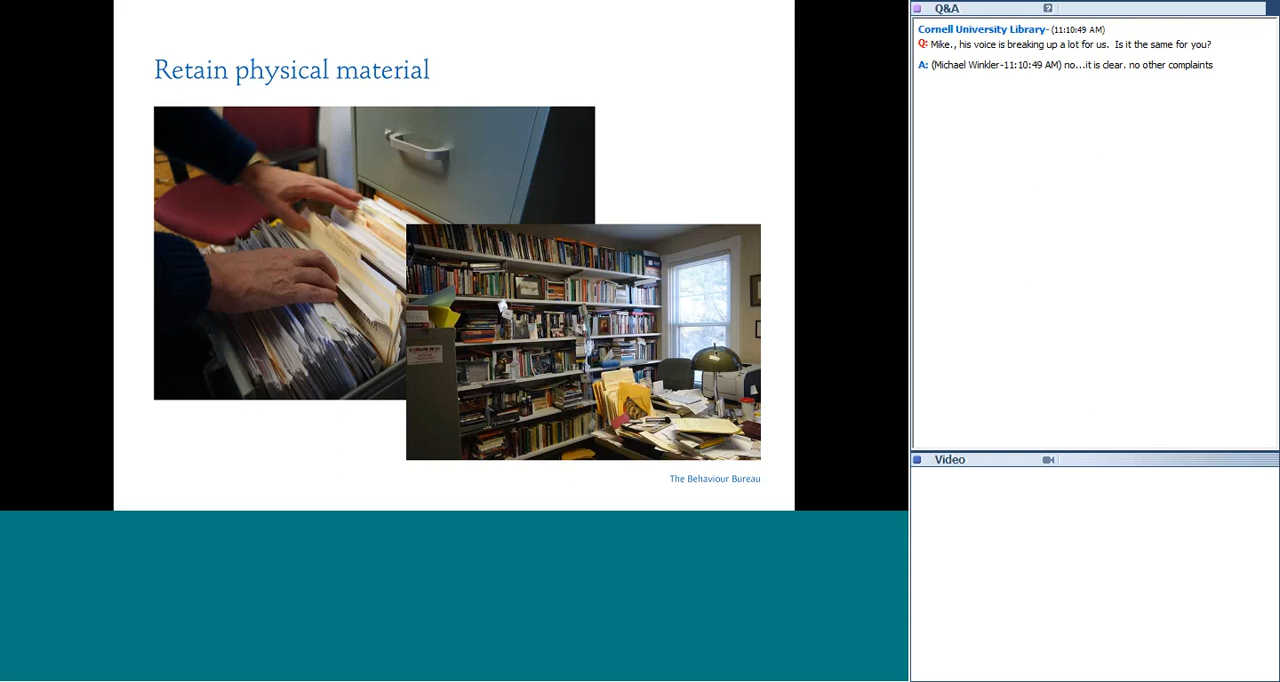 Retain physical material
The Behaviour Bureau
Q&A
Cornell University Library- (11:10:49 AM)
Q: Mike., his voice is breaking up a lot for us. Is it the same for you?
A: (Michael Winkler-11:10:49 AM) no...it is clear. no other complaints
Video